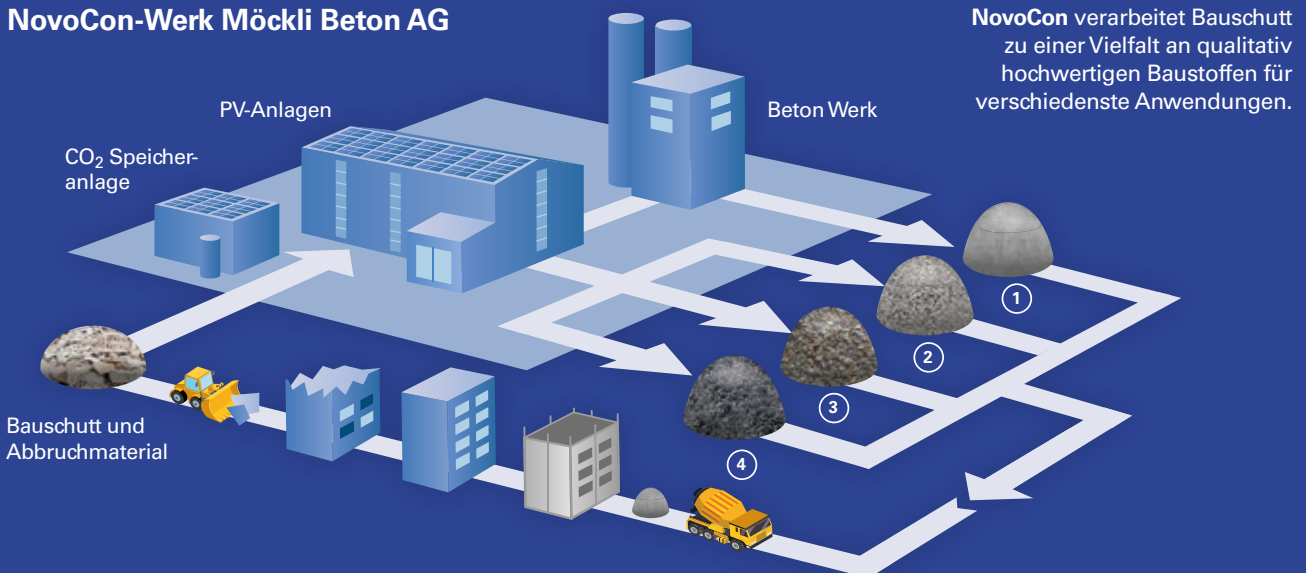 NovoCon-Werk Möckli Beton AG
NovoCon verarbeitet Bauschutt
zu einer Vielfalt an qualitativ
hochwertigen Baustoffen für
verschiedenste Anwendungen.
PV-Anlagen
Beton Werk
CO₂ Speicher-
anlage
1
2
3
4
Bauschutt und
Abbruchmaterial